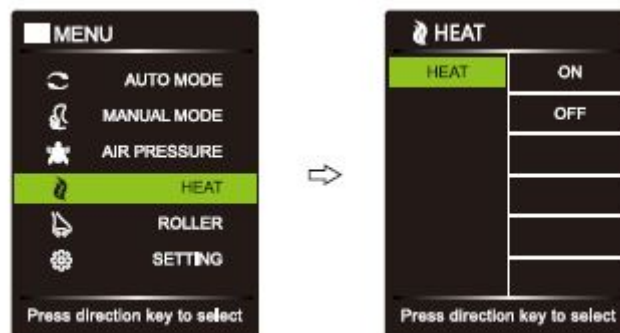 MENU
AUTO MODE
MANUAL MODE
AIR PRESSURE
HEAT
ROLLER
SETTING
Press direction key to select
HEAT
HEAT
ON
OFF
Press direction key to select